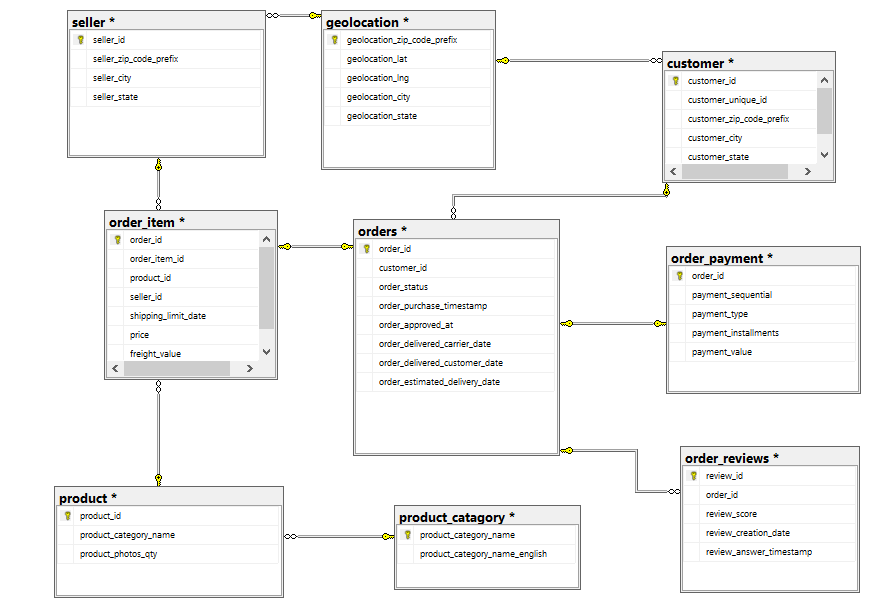 seller *
seller_id
seller_zip_code_prefix
seller_city
seller_state
geolocation *
geolocation_zip_code_prefix
geolocation_lat
geolocation_lng
geolocation_city
geolocation_state
customer *
customer_id
customer_unique_id
customer_zip_code_prefix
customer_city
customer_state
order_item *
order_id
order_item_id
product_id
seller_id
shipping_limit_date
price
freight_value
orders *
order_id
customer_id
order_status
order_purchase_timestamp
order_approved_at
order_delivered_carrier_date
order_delivered_customer_date
order_estimated_delivery_date
order_payment *
order_id
payment_sequential
payment_type
payment_installments
payment_value
order_reviews *
review_id
order_id
review_score
review_creation_date
review_answer_timestamp
product *
product_id
product_category_name
product_photos_qty
product_catagory *
product_category_name
product_category_name_english